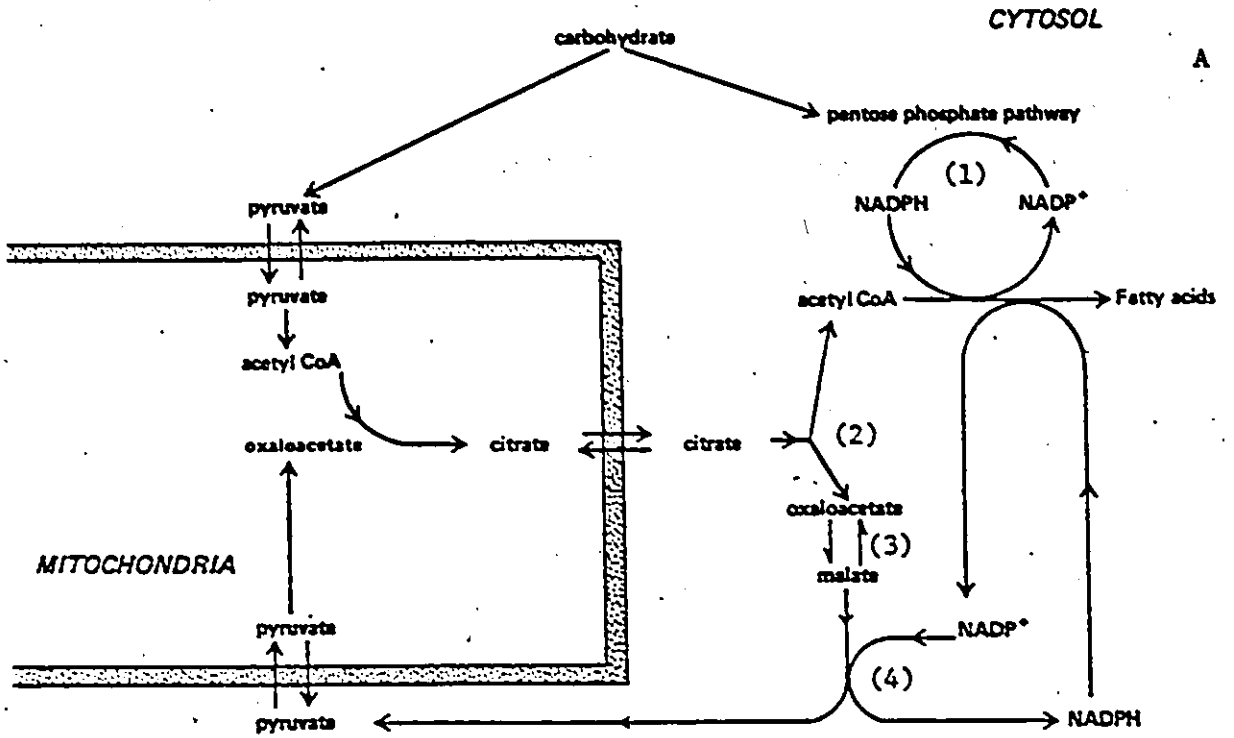 CYTOSOL
carbohydrate
A
pentose phosphate pathway
(1)
pyruvate
NADPH
NADP+
pyruvate
acetyl CoA
Fatty acids
acetyl CoA
oxaloacetate
citrate
citrate
(2)
oxaloacetate
(3)
MITOCHONDRIA
malate
pyruvate
NADP+
(4)
pyruvate
NADPH